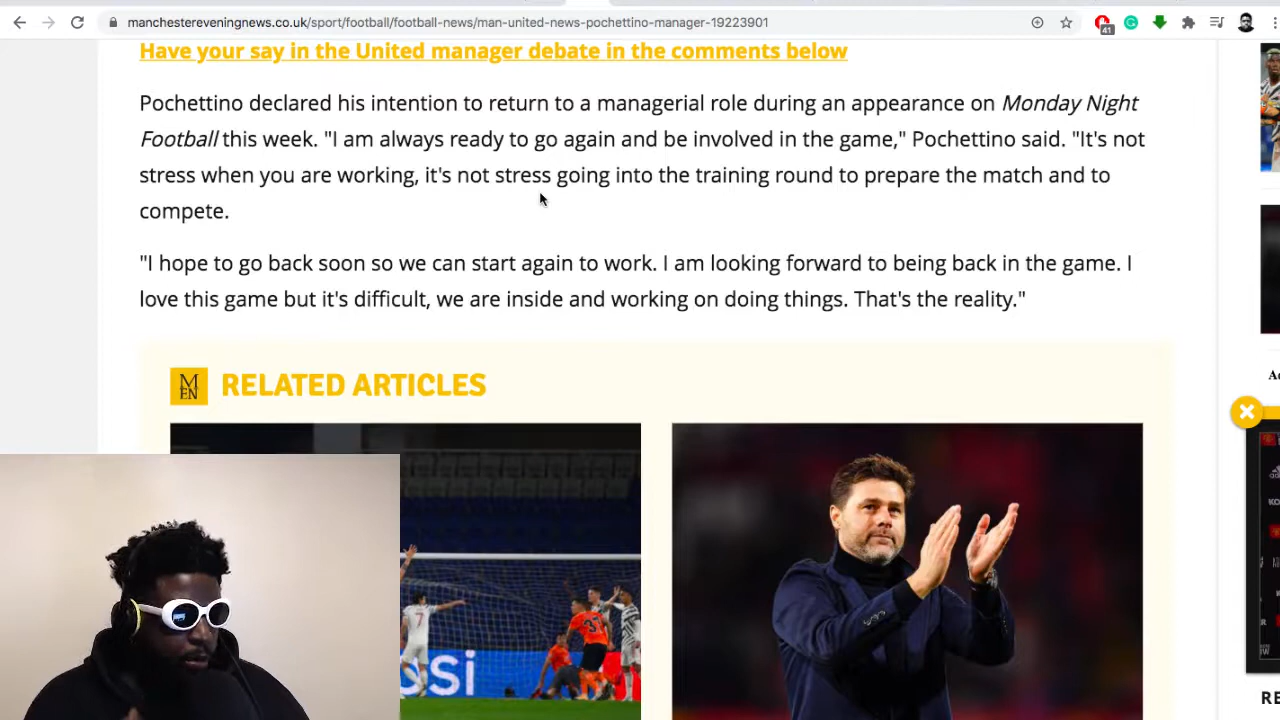 manchestereveningnews.co.uk/sport/football/football-news/man-united-news-pochettino-manager-19223901
41
Have your say in the United manager debate in the comments below
Pochettino declared his intention to return to a managerial role during an appearance on Monday Night
Football this week. "I am always ready to go again and be involved in the game," Pochettino said. "It's not
stress when you are working, it's not stress going into the training round to prepare the match and to
compete.
"I hope to go back soon so we can start again to work. I am looking forward to being back in the game. I
love this game but it's difficult, we are inside and working on doing things. That's the reality."
M
EN
RELATED ARTICLES
7
37
si
RE